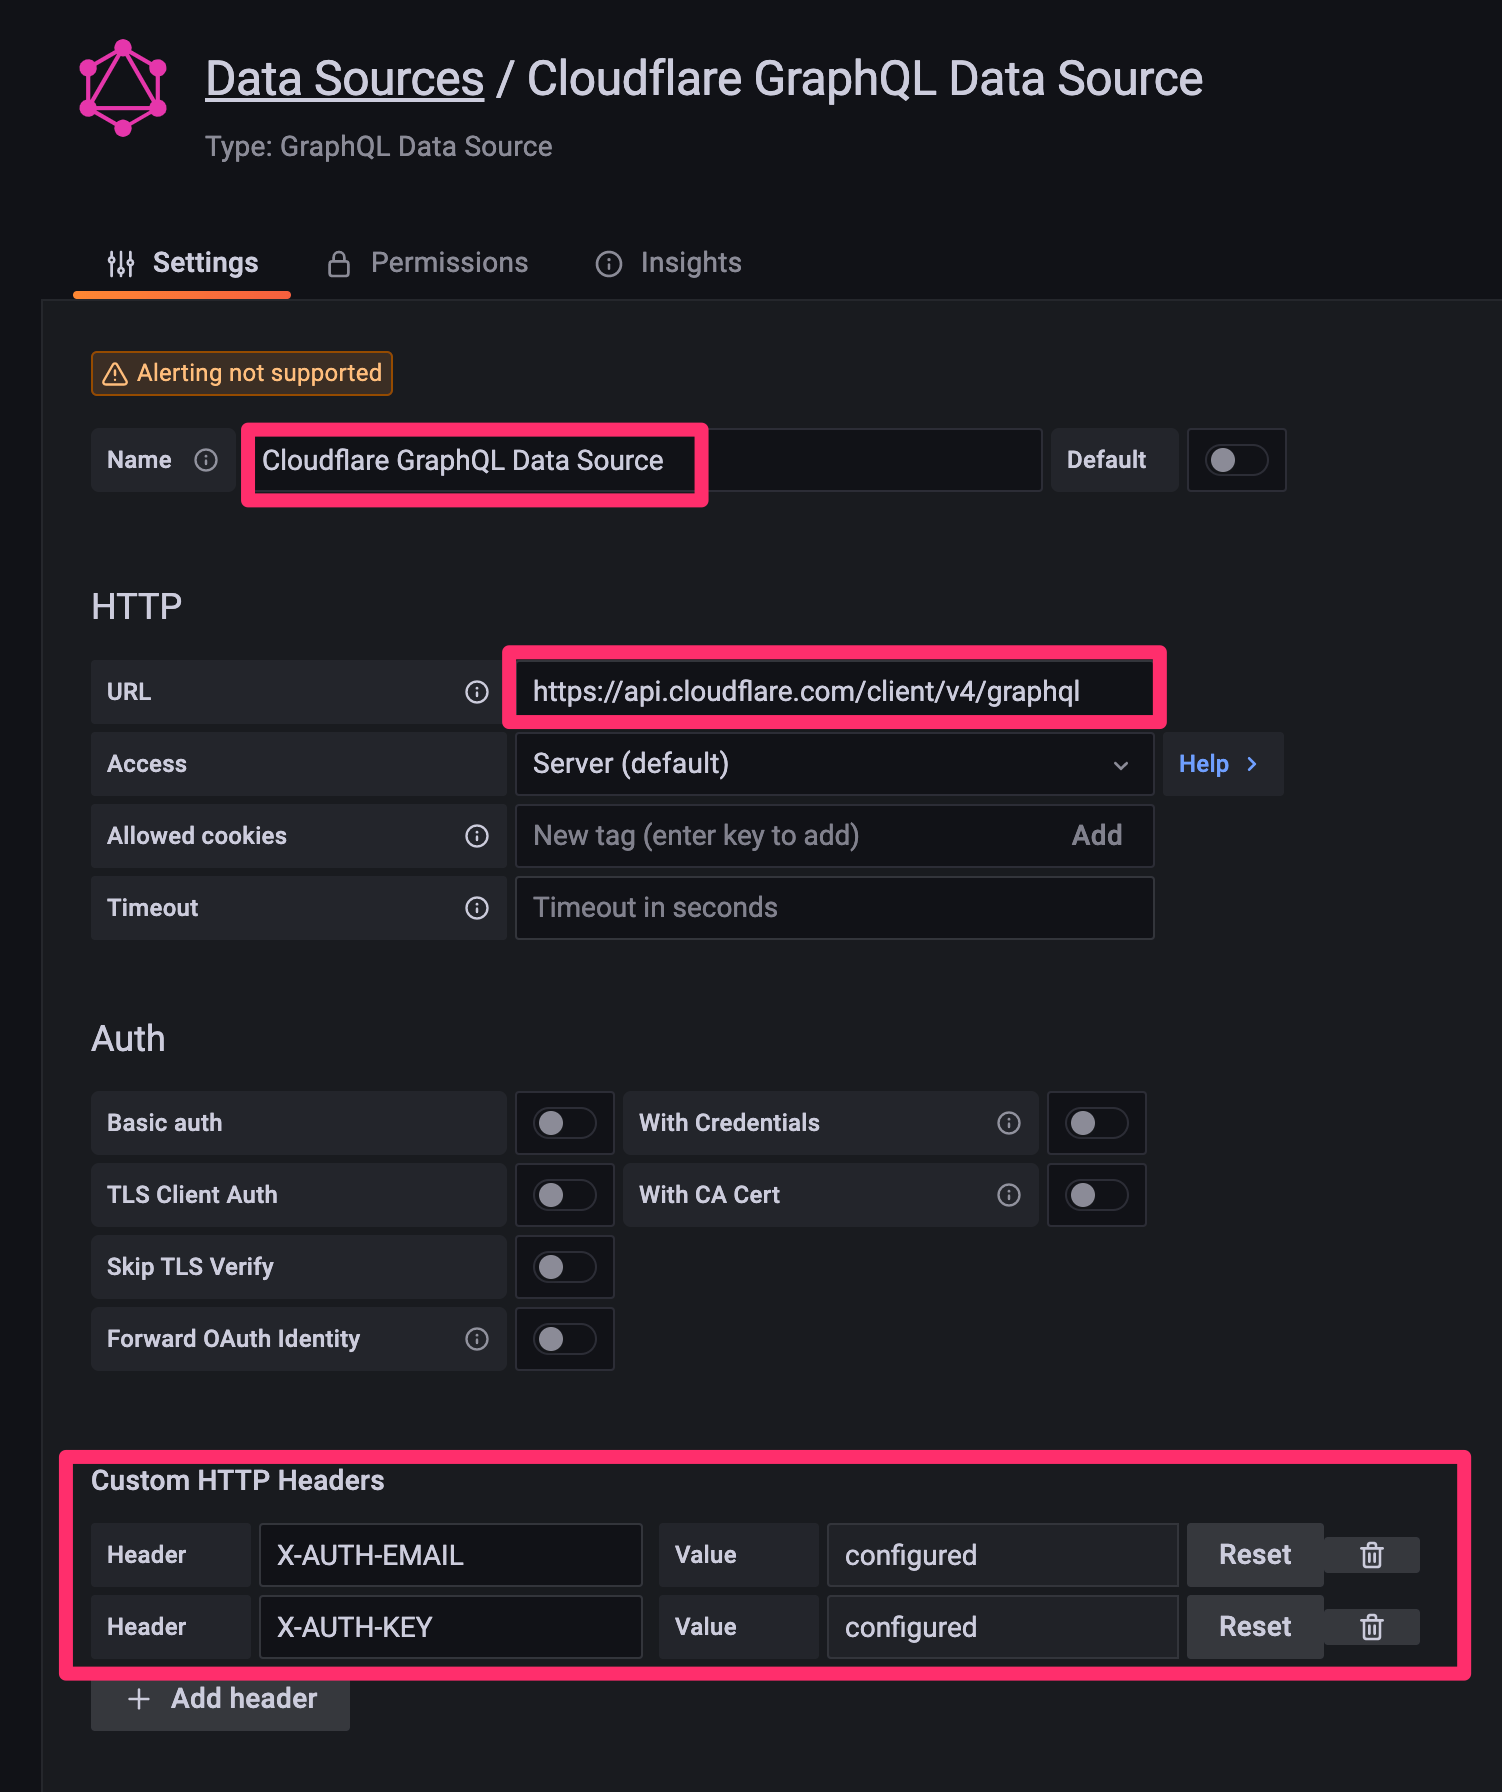 Data Sources / Cloudflare GraphQL Data Source
Type: GraphQL Data Source
Settings Permissions Insights
Alerting not supported
Name Cloudflare GraphQL Data Source Default
HTTP
URL https://api.cloudflare.com/client/v4/graphql
Access Server (default) Help
Allowed cookies New tag (enter key to add) Add
Timeout Timeout in seconds
Auth
Basic auth With Credentials
TLS Client Auth With CA Cert
Skip TLS Verify
Forward OAuth Identity
Custom HTTP Headers
Header X-AUTH-EMAIL Value configured Reset
Header X-AUTH-KEY Value configured Reset
+ Add header